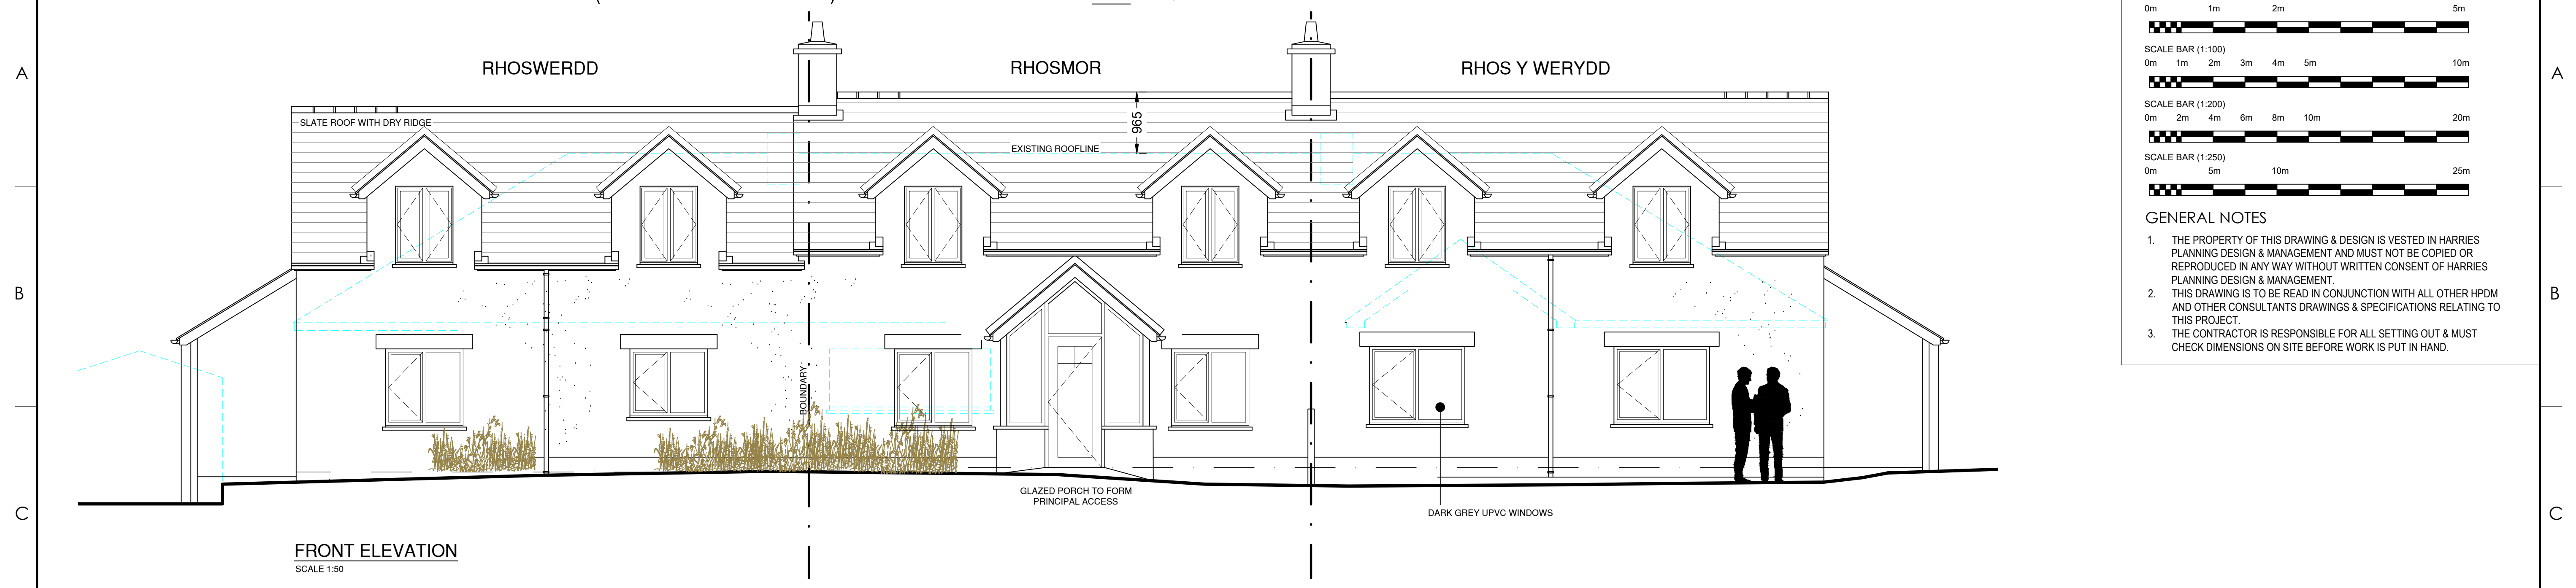 RHOSWERDD
RHOSMOR
RHOS Y WERYDD
SLATE ROOF WITH DRY RIDGE
965
EXISTING ROOFLINE
BOUNDARY
GLAZED PORCH TO FORM
PRINCIPAL ACCESS
DARK GREY UPVC WINDOWS
FRONT ELEVATION
SCALE 1:50
A
B
C
0m 1m 2m 5m
SCALE BAR (1:100)
0m 1m 2m 3m 4m 5m 10m
SCALE BAR (1:200)
0m 2m 4m 6m 8m 10m 20m
SCALE BAR (1:250)
0m 5m 10m 25m
GENERAL NOTES
1. THE PROPERTY OF THIS DRAWING & DESIGN IS VESTED IN HARRIES
PLANNING DESIGN & MANAGEMENT AND MUST NOT BE COPIED OR
REPRODUCED IN ANY WAY WITHOUT WRITTEN CONSENT OF HARRIES
PLANNING DESIGN & MANAGEMENT.
2. THIS DRAWING IS TO BE READ IN CONJUNCTION WITH ALL OTHER HPDM
AND OTHER CONSULTANTS DRAWINGS & SPECIFICATIONS RELATING TO
THIS PROJECT.
3. THE CONTRACTOR IS RESPONSIBLE FOR ALL SETTING OUT & MUST
CHECK DIMENSIONS ON SITE BEFORE WORK IS PUT IN HAND.
A
B
C